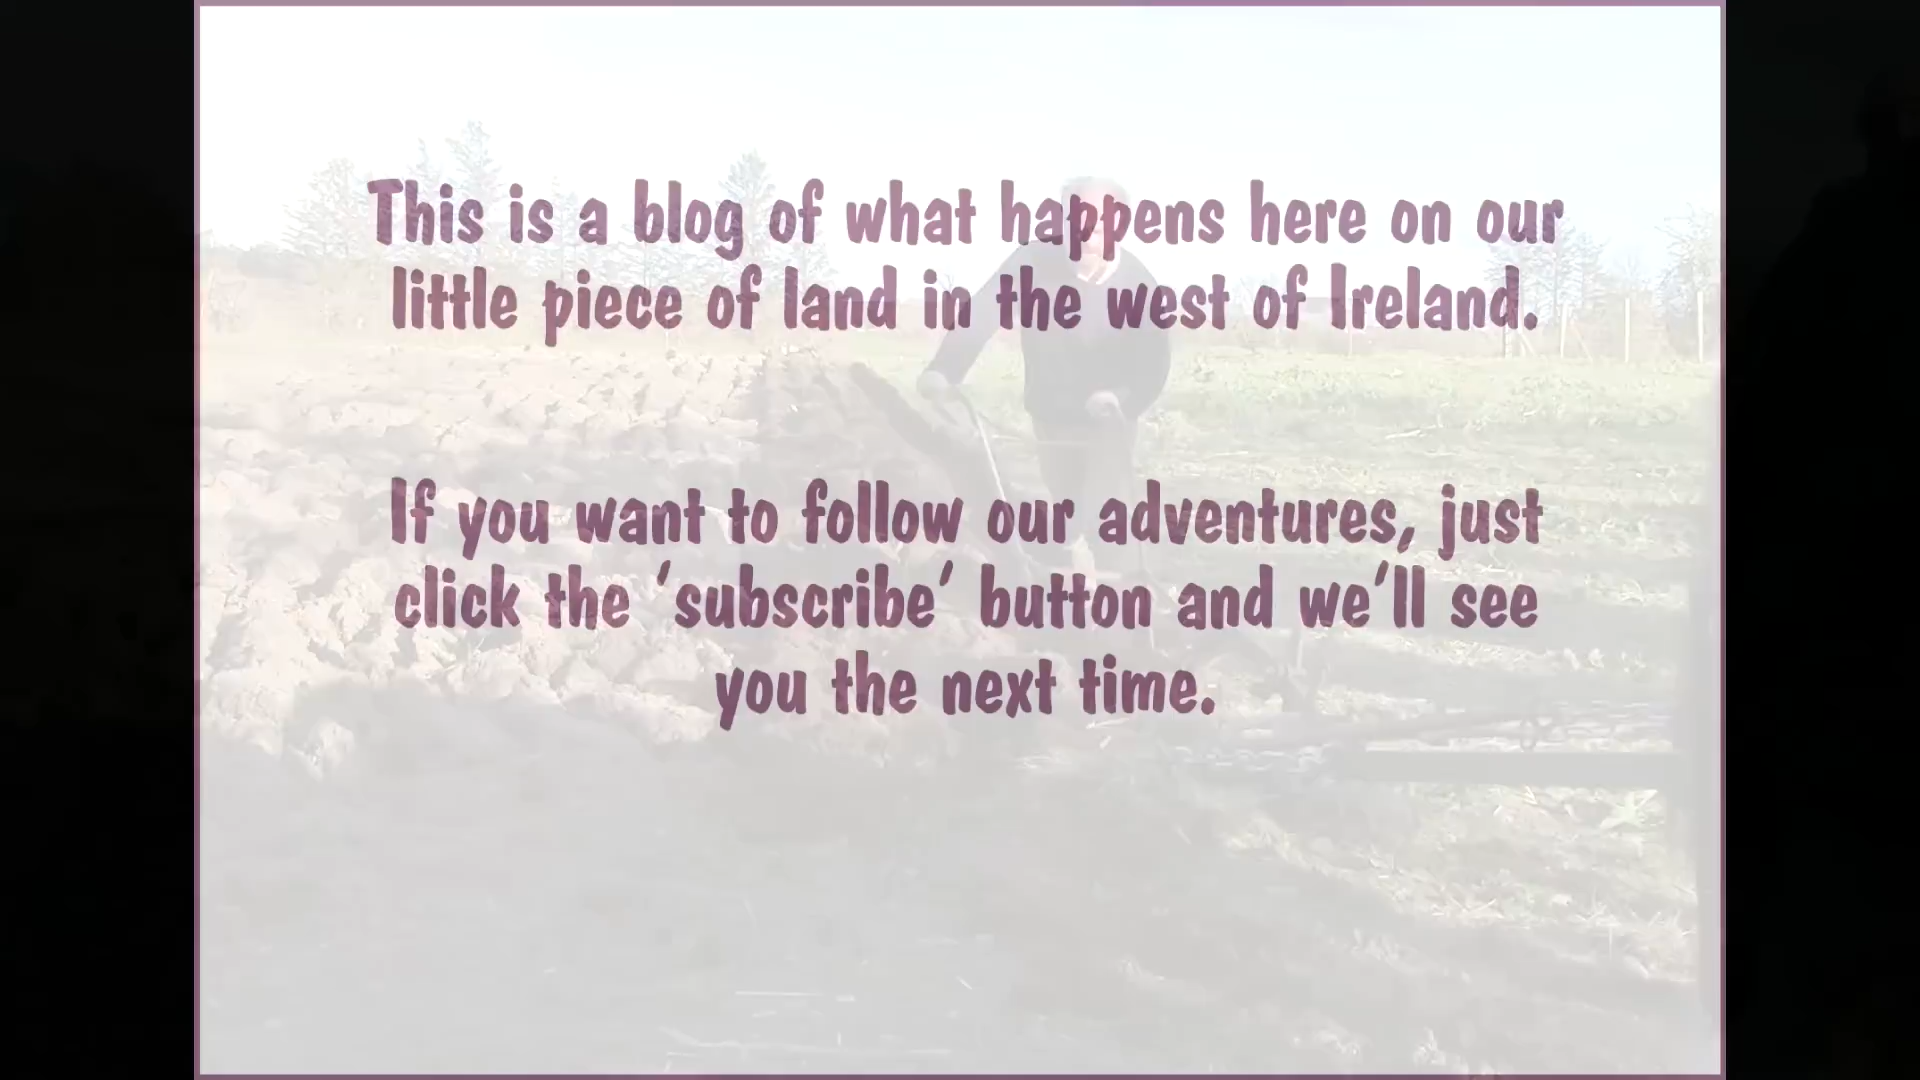 This is a blog of what happens here on our
little piece of land in the west of Ireland.
If you want to follow our adventures, just
click the ‘subscribe’ button and we’ll see
you the next time.